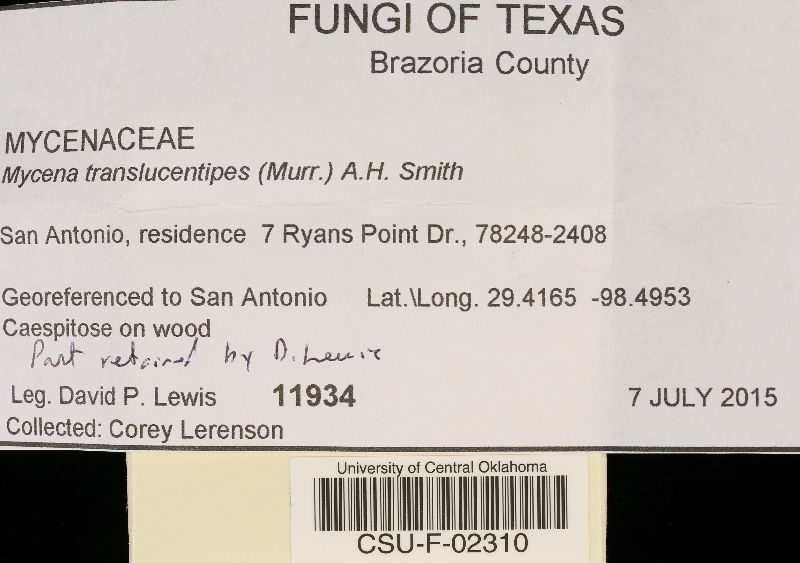 FUNGI OF TEXAS
Brazoria County
MYCENACEAE
Mycena translucentipes (Murr.) A.H. Smith
San Antonio, residence 7 Ryans Point Dr., 78248-2408
Georeferenced to San Antonio Lat.\Long. 29.4165 -98.4953
Caespitose on wood
Part retained by D. Lewis
Leg. David P. Lewis 11934 7 JULY 2015
Collected: Corey Lerenson
University of Central Oklahoma
CSU-F-02310